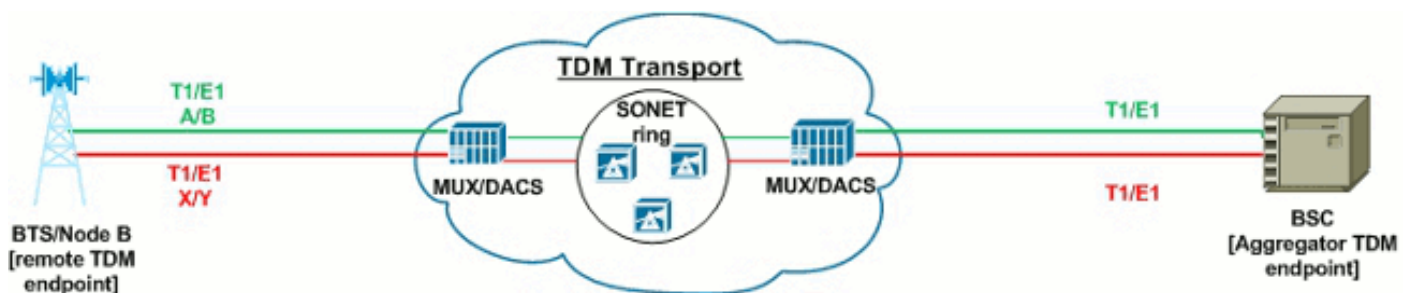 TDM Transport
SONET
ring
T1/E1
A/B
T1/E1
X/Y
MUX/DACS
MUX/DACS
T1/E1
T1/E1
BTS/Node B
[remote TDM
endpoint]
BSC
[Aggregator TDM
endpoint]